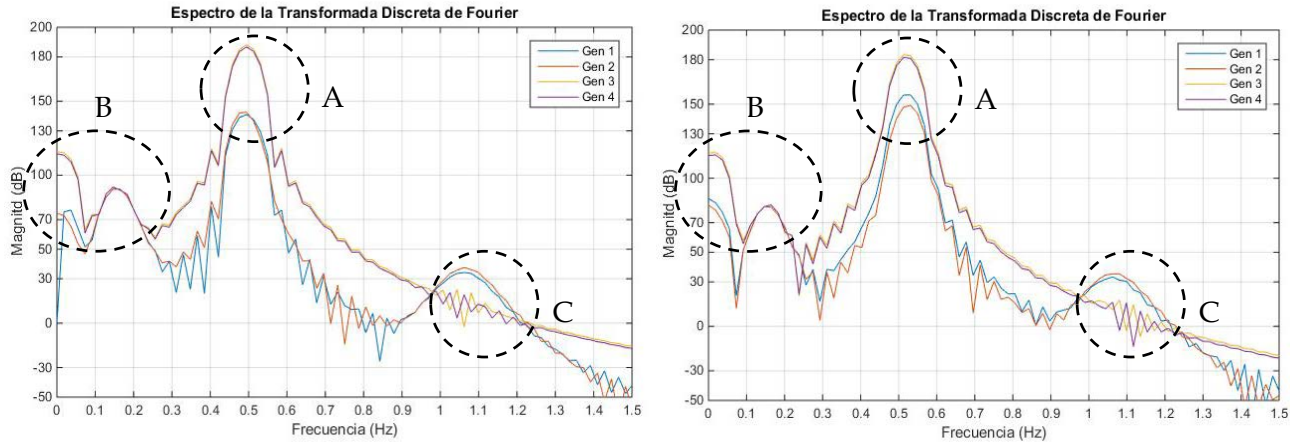 Espectro de la Transformada Discreta de Fourier
200
180
150
130
100
70
50
30
0
-30
-50
Magnitd (dB)
0 0.1 0.2 0.3 0.4 0.5 0.6 0.7 0.8 0.9 1 1.1 1.2 1.3 1.4 1.5
Frecuencia (Hz)
Gen 1
Gen 2
Gen 3
Gen 4
A
B
C
Espectro de la Transformada Discreta de Fourier
200
180
150
130
100
70
50
30
0
-30
-50
Magnitd (dB)
0 0.1 0.2 0.3 0.4 0.5 0.6 0.7 0.8 0.9 1 1.1 1.2 1.3 1.4 1.5
Frecuencia (Hz)
Gen 1
Gen 2
Gen 3
Gen 4
A
B
C